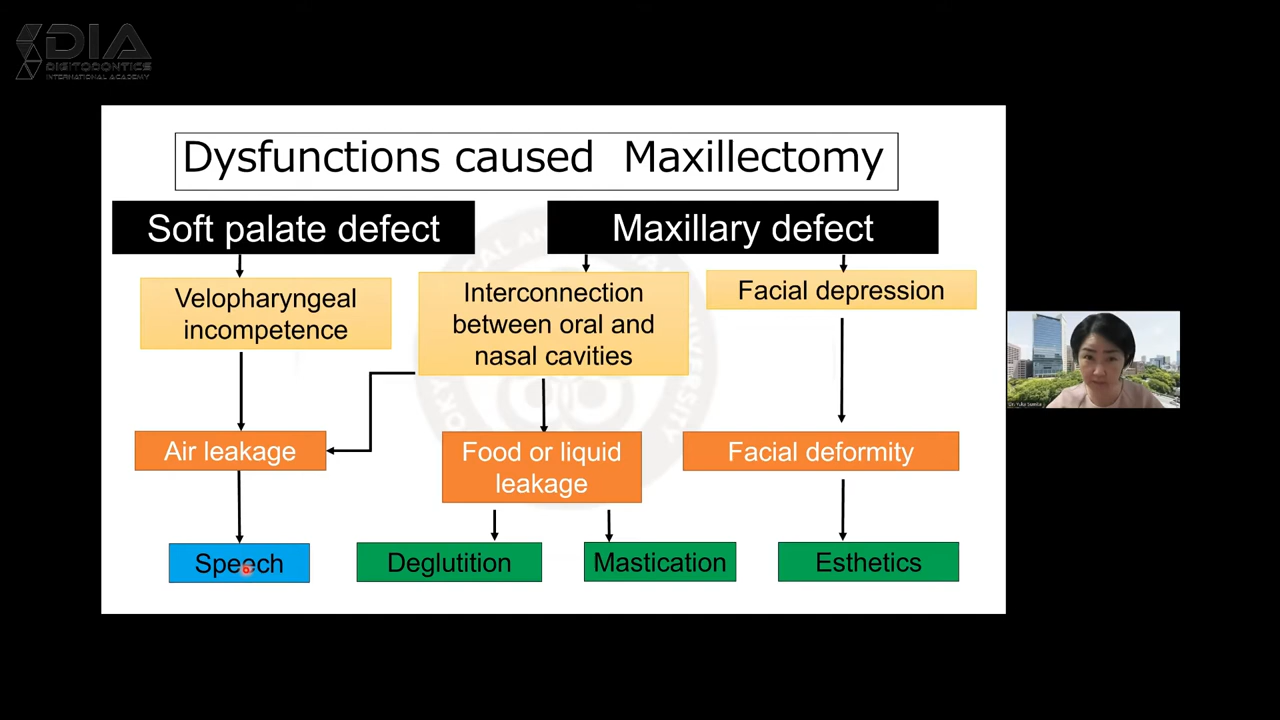 DIA
DIGITODONTICS
INTERNATIONAL ACADEMY
Dysfunctions caused Maxillectomy
Soft palate defect
Maxillary defect
Velopharyngeal
incompetence
Interconnection
between oral and
nasal cavities
Facial depression
Air leakage
Food or liquid
leakage
Facial deformity
Speech
Deglutition
Mastication
Esthetics